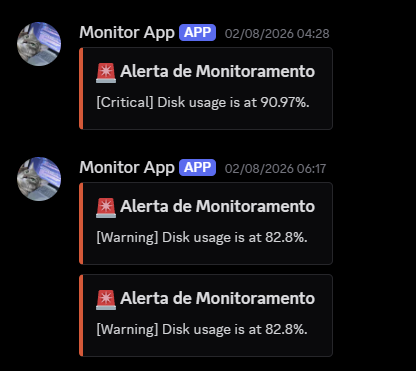 Monitor App APP 02/08/2026 04:28
🚨 Alerta de Monitoramento
[Critical] Disk usage is at 90.97%.
Monitor App APP 02/08/2026 06:17
🚨 Alerta de Monitoramento
[Warning] Disk usage is at 82.8%.
🚨 Alerta de Monitoramento
[Warning] Disk usage is at 82.8%.